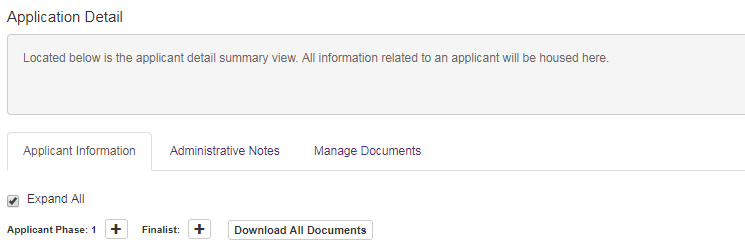 Application Detail
Located below is the applicant detail summary view. All information related to an applicant will be housed here.
Applicant Information Administrative Notes Manage Documents
Expand All
Applicant Phase: 1 + Finalist: + Download All Documents